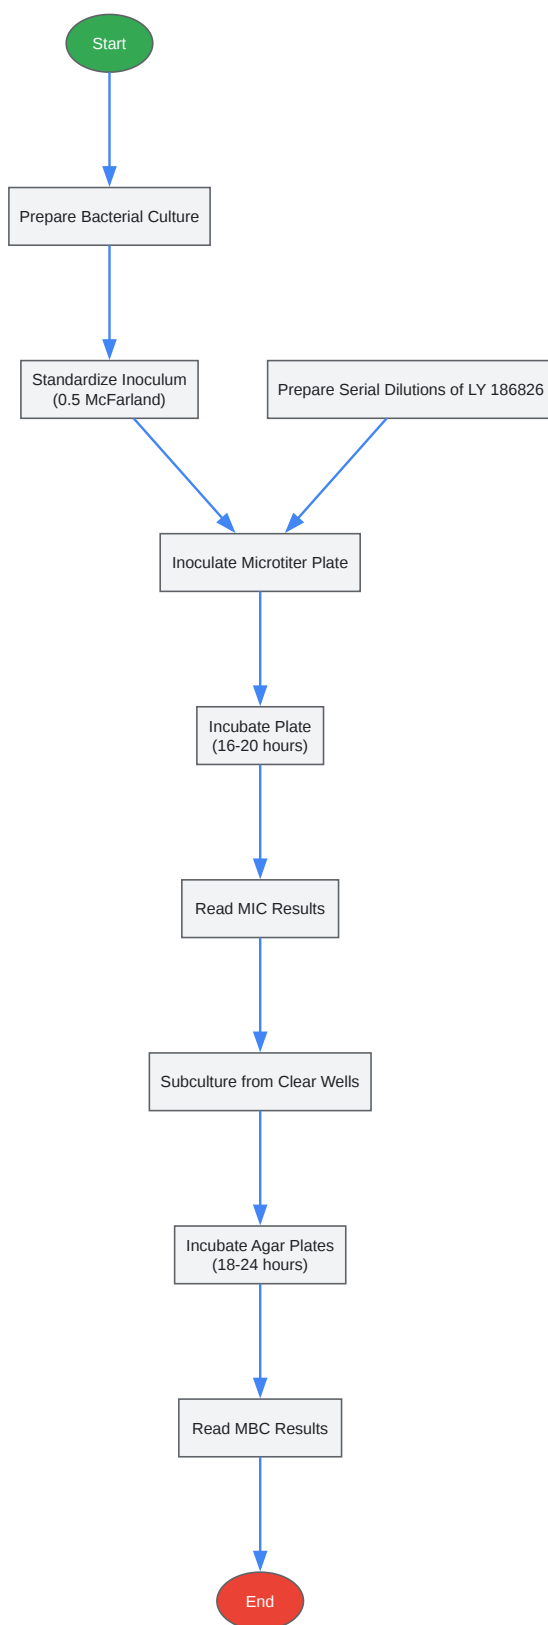 Start
Prepare Bacterial Culture
Standardize Inoculum
(0.5 McFarland)
Prepare Serial Dilutions of LY 186826
Inoculate Microtiter Plate
Incubate Plate
(16-20 hours)
Read MIC Results
Subculture from Clear Wells
Incubate Agar Plates
(18-24 hours)
Read MBC Results
End